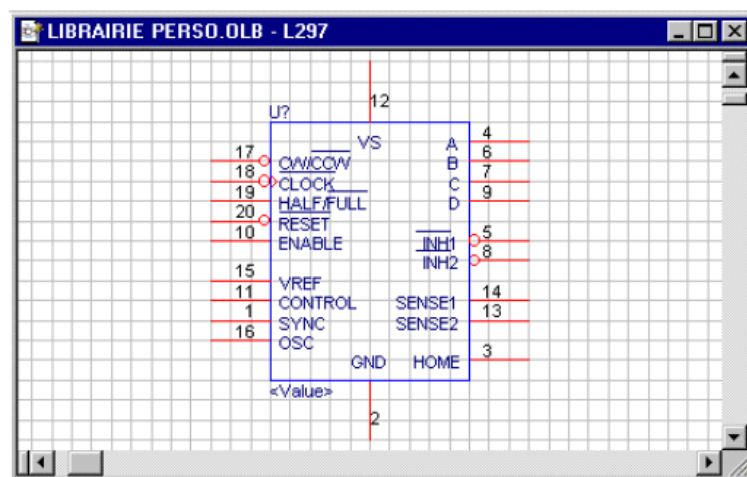 LIBRAIRIE PERSO.OLB - L297
12
U?
VS
A 4
17 CW/CCW
B 6
18 CLOCK
C 7
19 HALF/FULL
D 9
20 RESET
10 ENABLE
INH1 5
INH2 8
15 VREF
11 CONTROL
SENSE1 14
1 SYNC
SENSE2 13
16 OSC
GND
HOME 3
<Value>
2